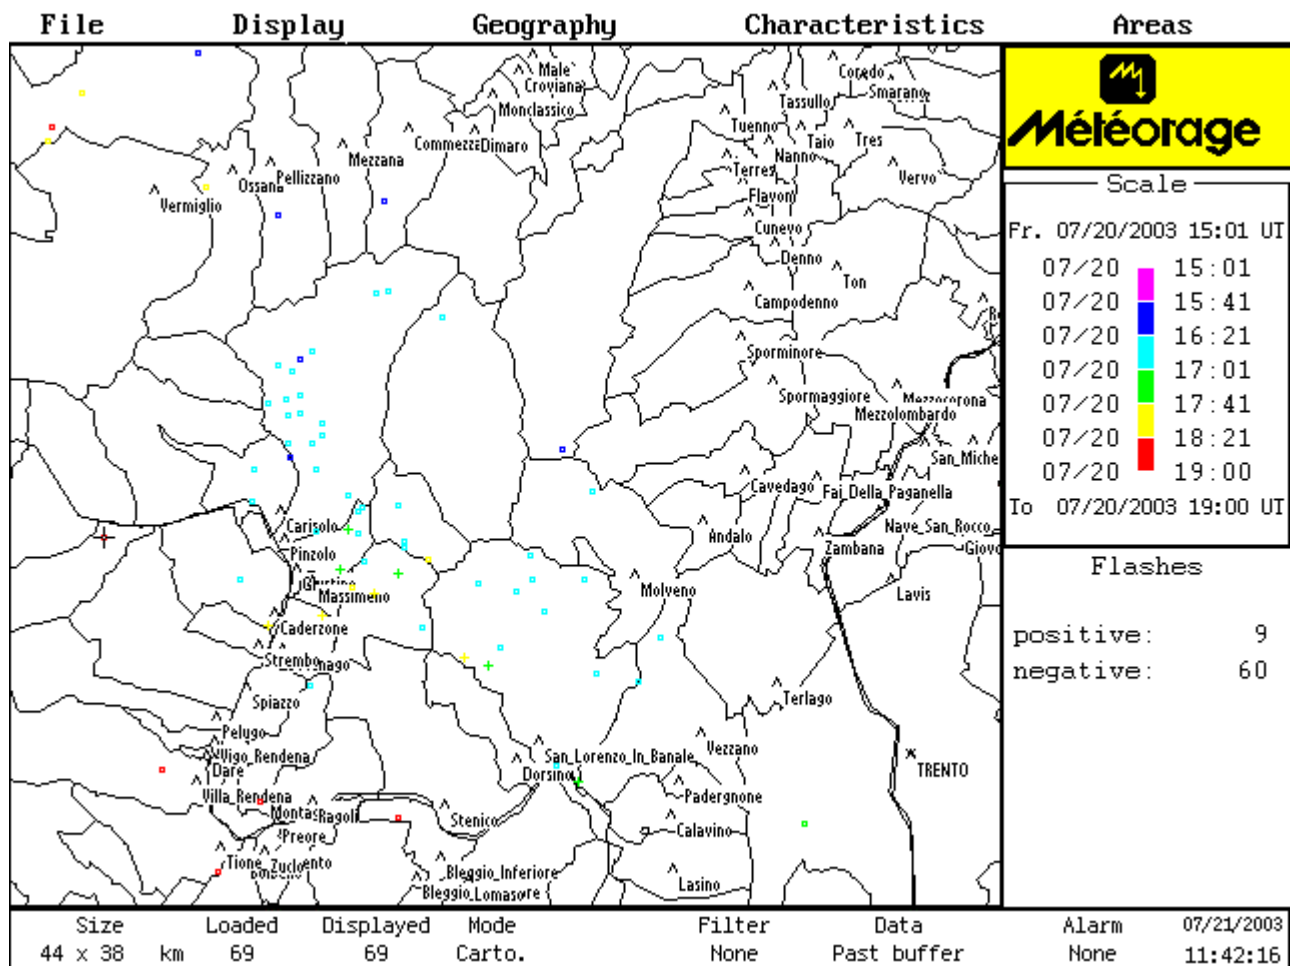 File Display Geography Characteristics Areas
Météorage
Scale
Fr. 07/20/2003 15:01 UT
07/20 15:01
07/20 15:41
07/20 16:21
07/20 17:01
07/20 17:41
07/20 18:21
07/20 19:00
To 07/20/2003 19:00 UT
Flashes
positive: 9
negative: 60
Male
Croviana
Monclassico
Coredo
Smarano
Tassullo
Tuenno
Commezza
Dimaro
Taio
Tres
Mezzana
Nanno
Terres
Vervo
Ossana
Pellizzano
Vermiglio
Flavon
Cunevo
Denno
Ton
Campodenno
Sporminore
Spormaggiore
Mezzocorona
Mezzolombardo
San_Miche
Cavedago
Fai_Della_Paganella
Carisolo
Nave_San_Rocco
Andalo
Zambana
Giovo
Pinzolo
Massimeno
Molveno
Lavis
Caderzone
Strembo
nago
Spiazzo
Terlago
Pelugo
Vigo_Rendena
San_Lorenzo_In_Banale
Vezzano
Dare
Dorsino
TRENTO
Villa_Rendena
Padergnone
Montag
Ragoli
Stenico
Calavino
Preore
Tione
Zuclo
ento
Bleggio_Inferiore
Lasino
Bleggio_Lomaso
re
Size Loaded Displayed Mode Filter Data Alarm 07/21/2003
44 x 38 km 69 69 Carto. None Past buffer None 11:42:16